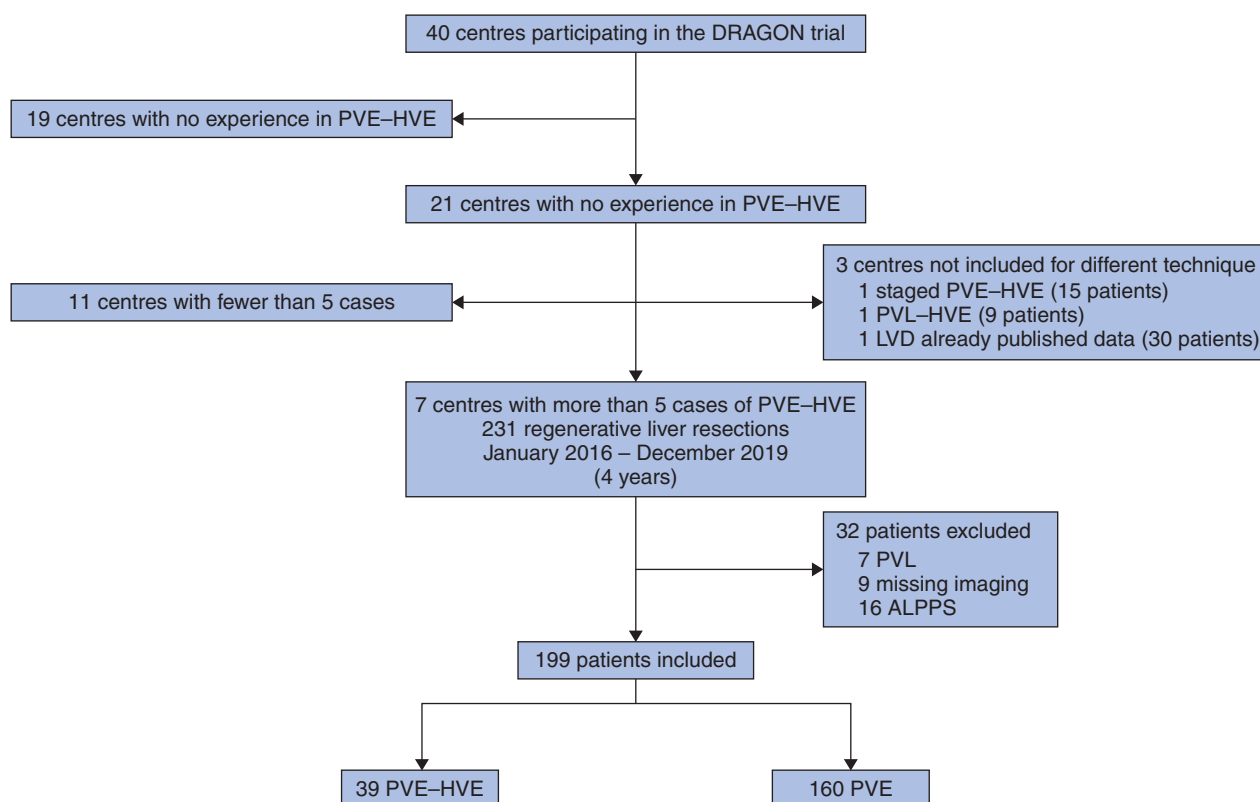 40 centres participating in the DRAGON trial
19 centres with no experience in PVE–HVE
21 centres with no experience in PVE–HVE
11 centres with fewer than 5 cases
3 centres not included for different technique
1 staged PVE–HVE (15 patients)
1 PVL–HVE (9 patients)
1 LVD already published data (30 patients)
7 centres with more than 5 cases of PVE–HVE
231 regenerative liver resections
January 2016 – December 2019
(4 years)
32 patients excluded
7 PVL
9 missing imaging
16 ALPPS
199 patients included
39 PVE–HVE
160 PVE